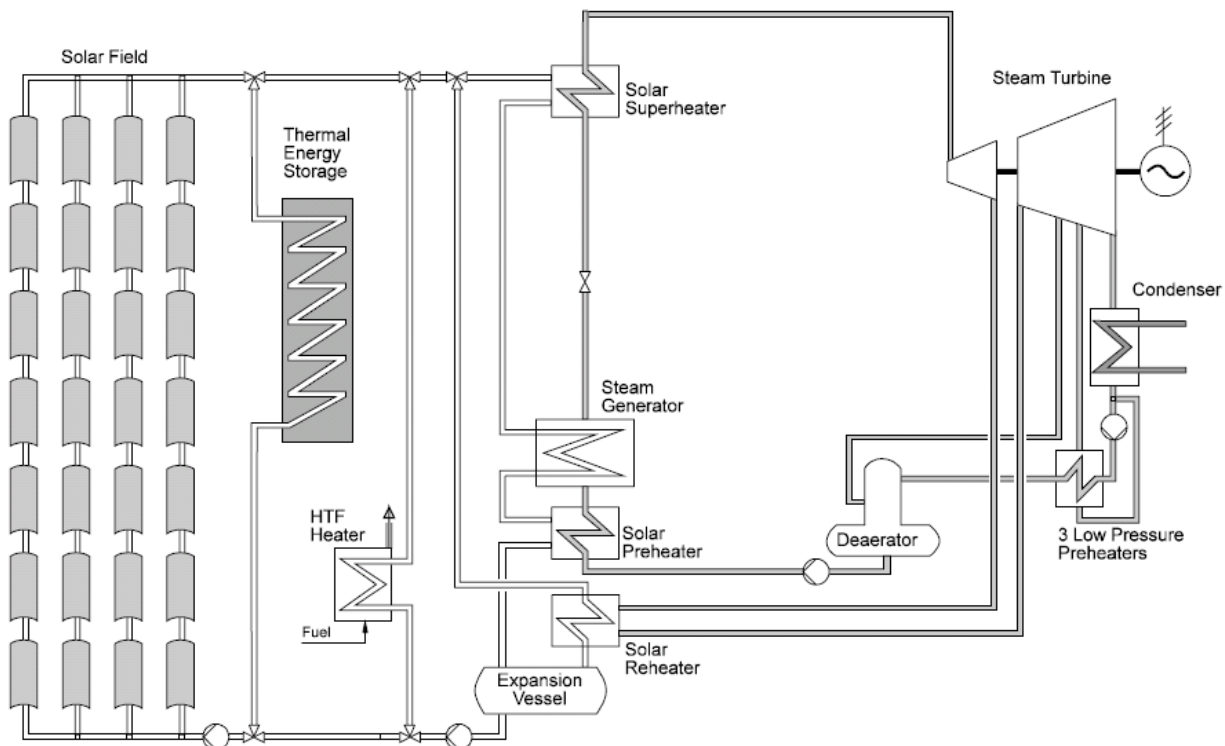 Solar Field
Solar
Superheater
Steam Turbine
Thermal
Energy
Storage
Condenser
Steam
Generator
HTF
Heater
Solar
Preheater
Deaerator
3 Low Pressure
Preheaters
Fuel
Solar
Reheater
Expansion
Vessel